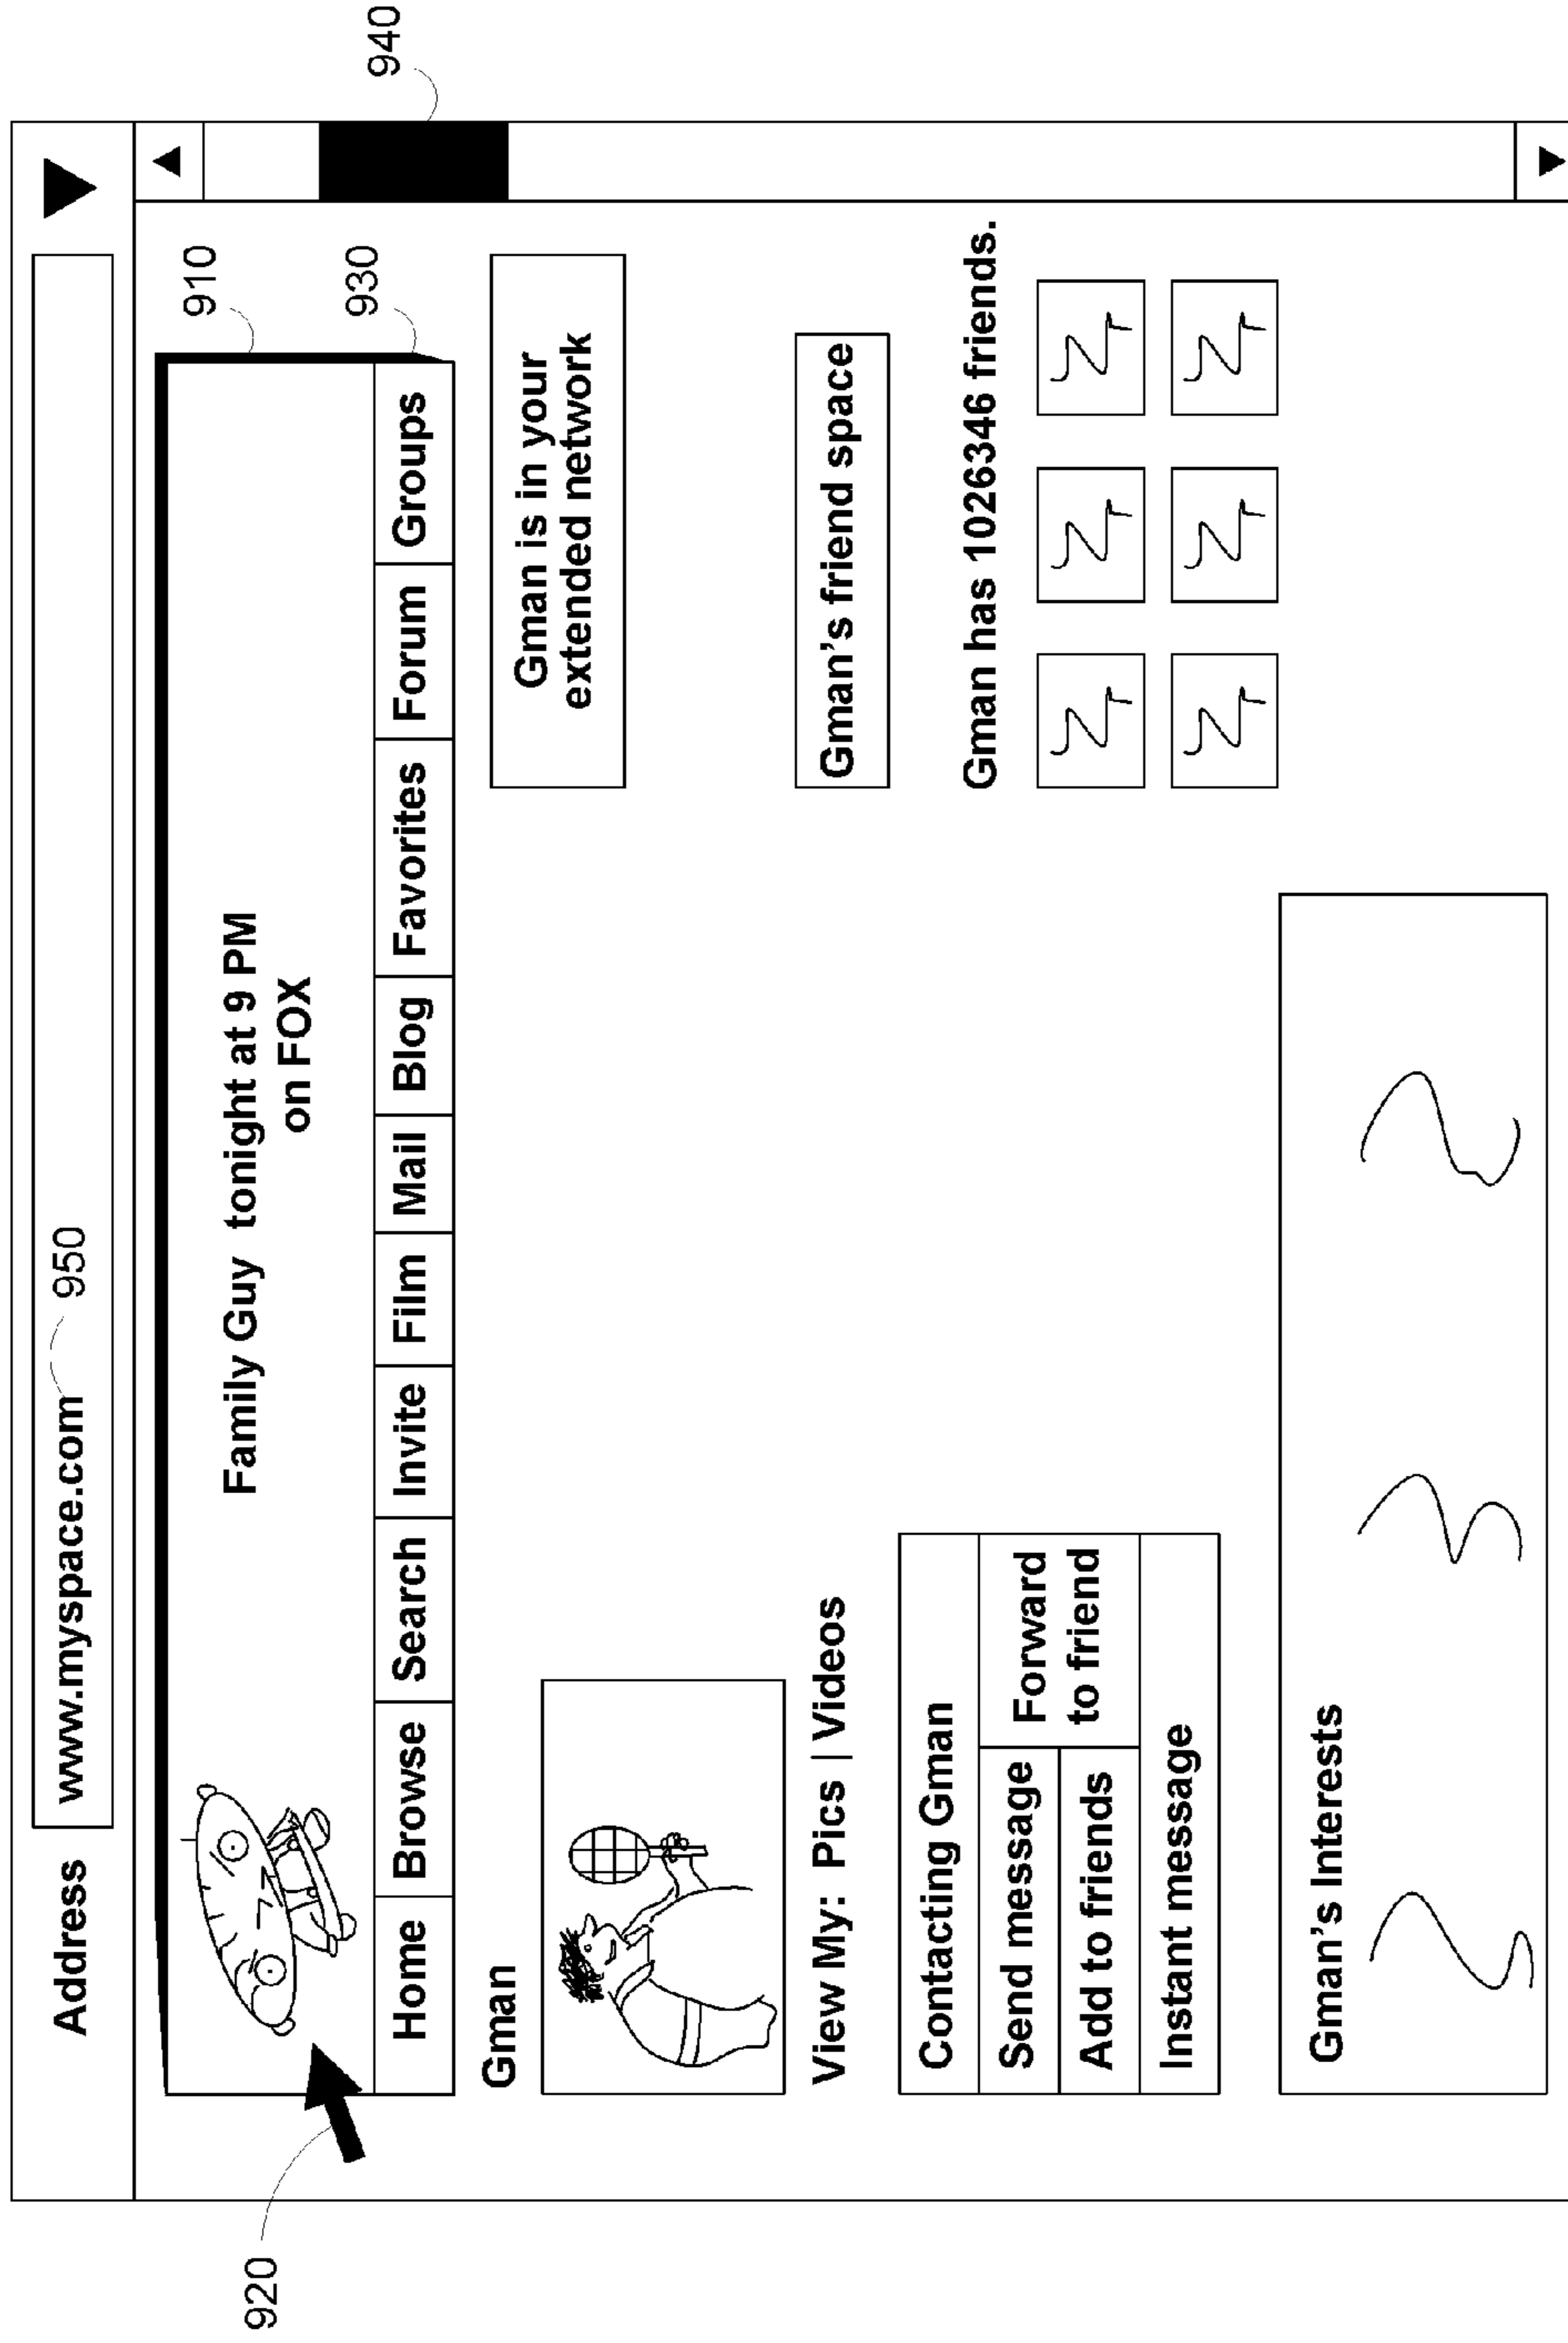 Address www.myspace.com 950
940
910
Family Guy tonight at 9 PM
on FOX
930
920
Home Browse Search Invite Film Mail Blog Favorites Forum Groups
Gman
Gman is in your
extended network
View My: Pics | Videos
Gman's friend space
Contacting Gman
Send message
Forward
to friend
Add to friends
Instant message
Gman has 1026346 friends.
Gman's Interests